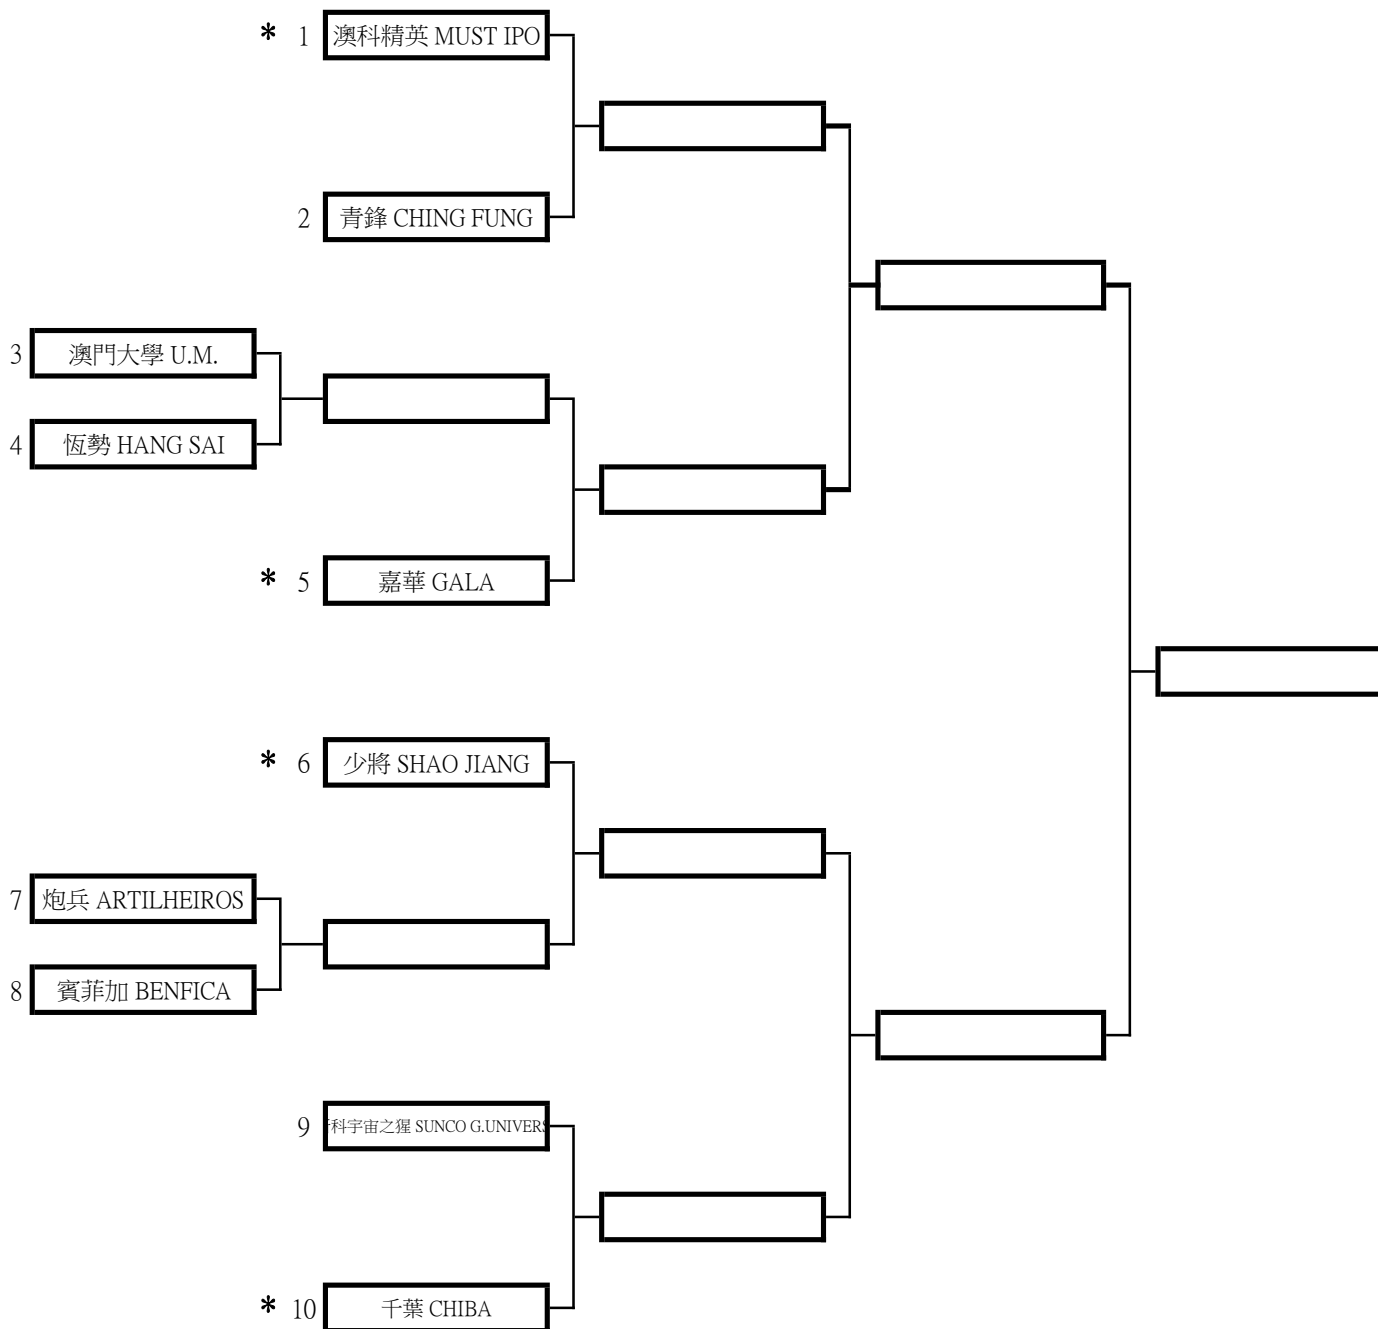 * 1 澳科精英 MUST IPO
2 青鋒 CHING FUNG
3 澳門大學 U.M.
4 恆勢 HANG SAI
* 5 嘉華 GALA
* 6 少將 SHAO JIANG
7 炮兵 ARTILHEIROS
8 賓菲加 BENFICA
9 科宇宙之猩 SUNCO G.UNIVERS
* 10 千葉 CHIBA